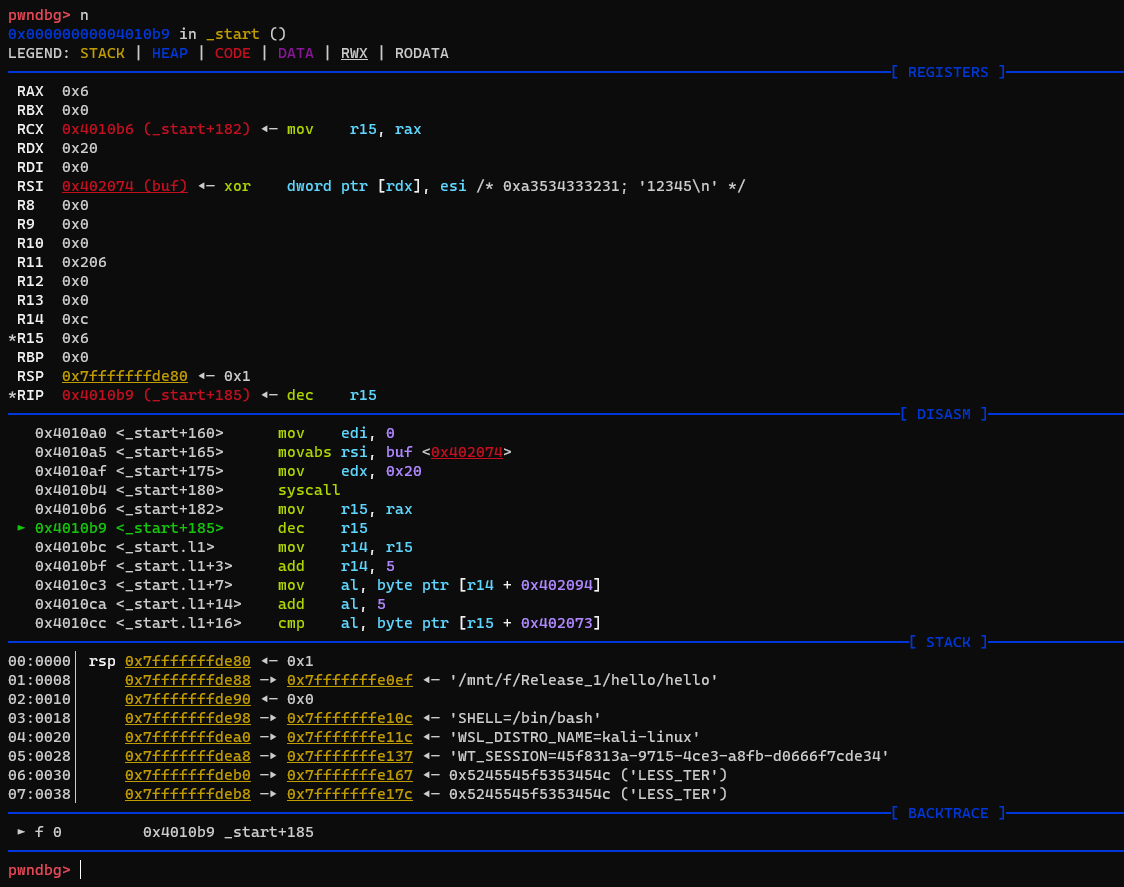 pwndbg> n
0x00000000004010b9 in _start ()
LEGEND: STACK | HEAP | CODE | DATA | RWX | RODATA
[ REGISTERS ]
RAX  0x6
RBX  0x0
RCX  0x4010b6 (_start+182) ◂— mov    r15, rax
RDX  0x20
RDI  0x0
RSI  0x402074 (buf) ◂— xor    dword ptr [rdx], esi /* 0xa3534333231; '12345\n' */
R8   0x0
R9   0x0
R10  0x0
R11  0x206
R12  0x0
R13  0x0
R14  0xc
*R15  0x6
RBP  0x0
RSP  0x7fffffffde80 ◂— 0x1
*RIP  0x4010b9 (_start+185) ◂— dec    r15
[ DISASM ]
0x4010a0 <_start+160>      mov    edi, 0
0x4010a5 <_start+165>      movabs rsi, buf <0x402074>
0x4010af <_start+175>      mov    edx, 0x20
0x4010b4 <_start+180>      syscall
0x4010b6 <_start+182>      mov    r15, rax
► 0x4010b9 <_start+185>      dec    r15
0x4010bc <_start.l1>       mov    r14, r15
0x4010bf <_start.l1+3>     add    r14, 5
0x4010c3 <_start.l1+7>     mov    al, byte ptr [r14 + 0x402094]
0x4010ca <_start.l1+14>    add    al, 5
0x4010cc <_start.l1+16>    cmp    al, byte ptr [r15 + 0x402073]
[ STACK ]
00:0000│ rsp 0x7fffffffde80 ◂— 0x1
01:0008│     0x7fffffffde88 —▸ 0x7fffffffe0ef ◂— '/mnt/f/Release_1/hello/hello'
02:0010│     0x7fffffffde90 ◂— 0x0
03:0018│     0x7fffffffde98 —▸ 0x7fffffffe10c ◂— 'SHELL=/bin/bash'
04:0020│     0x7fffffffdea0 —▸ 0x7fffffffe11c ◂— 'WSL_DISTRO_NAME=kali-linux'
05:0028│     0x7fffffffdea8 —▸ 0x7fffffffe137 ◂— 'WT_SESSION=45f8313a-9715-4ce3-a8fb-d0666f7cde34'
06:0030│     0x7fffffffdeb0 —▸ 0x7fffffffe167 ◂— 0x5245545f5353454c ('LESS_TER')
07:0038│     0x7fffffffdeb8 —▸ 0x7fffffffe17c ◂— 0x5245545f5353454c ('LESS_TER')
[ BACKTRACE ]
► f 0         0x4010b9 _start+185
pwndbg>